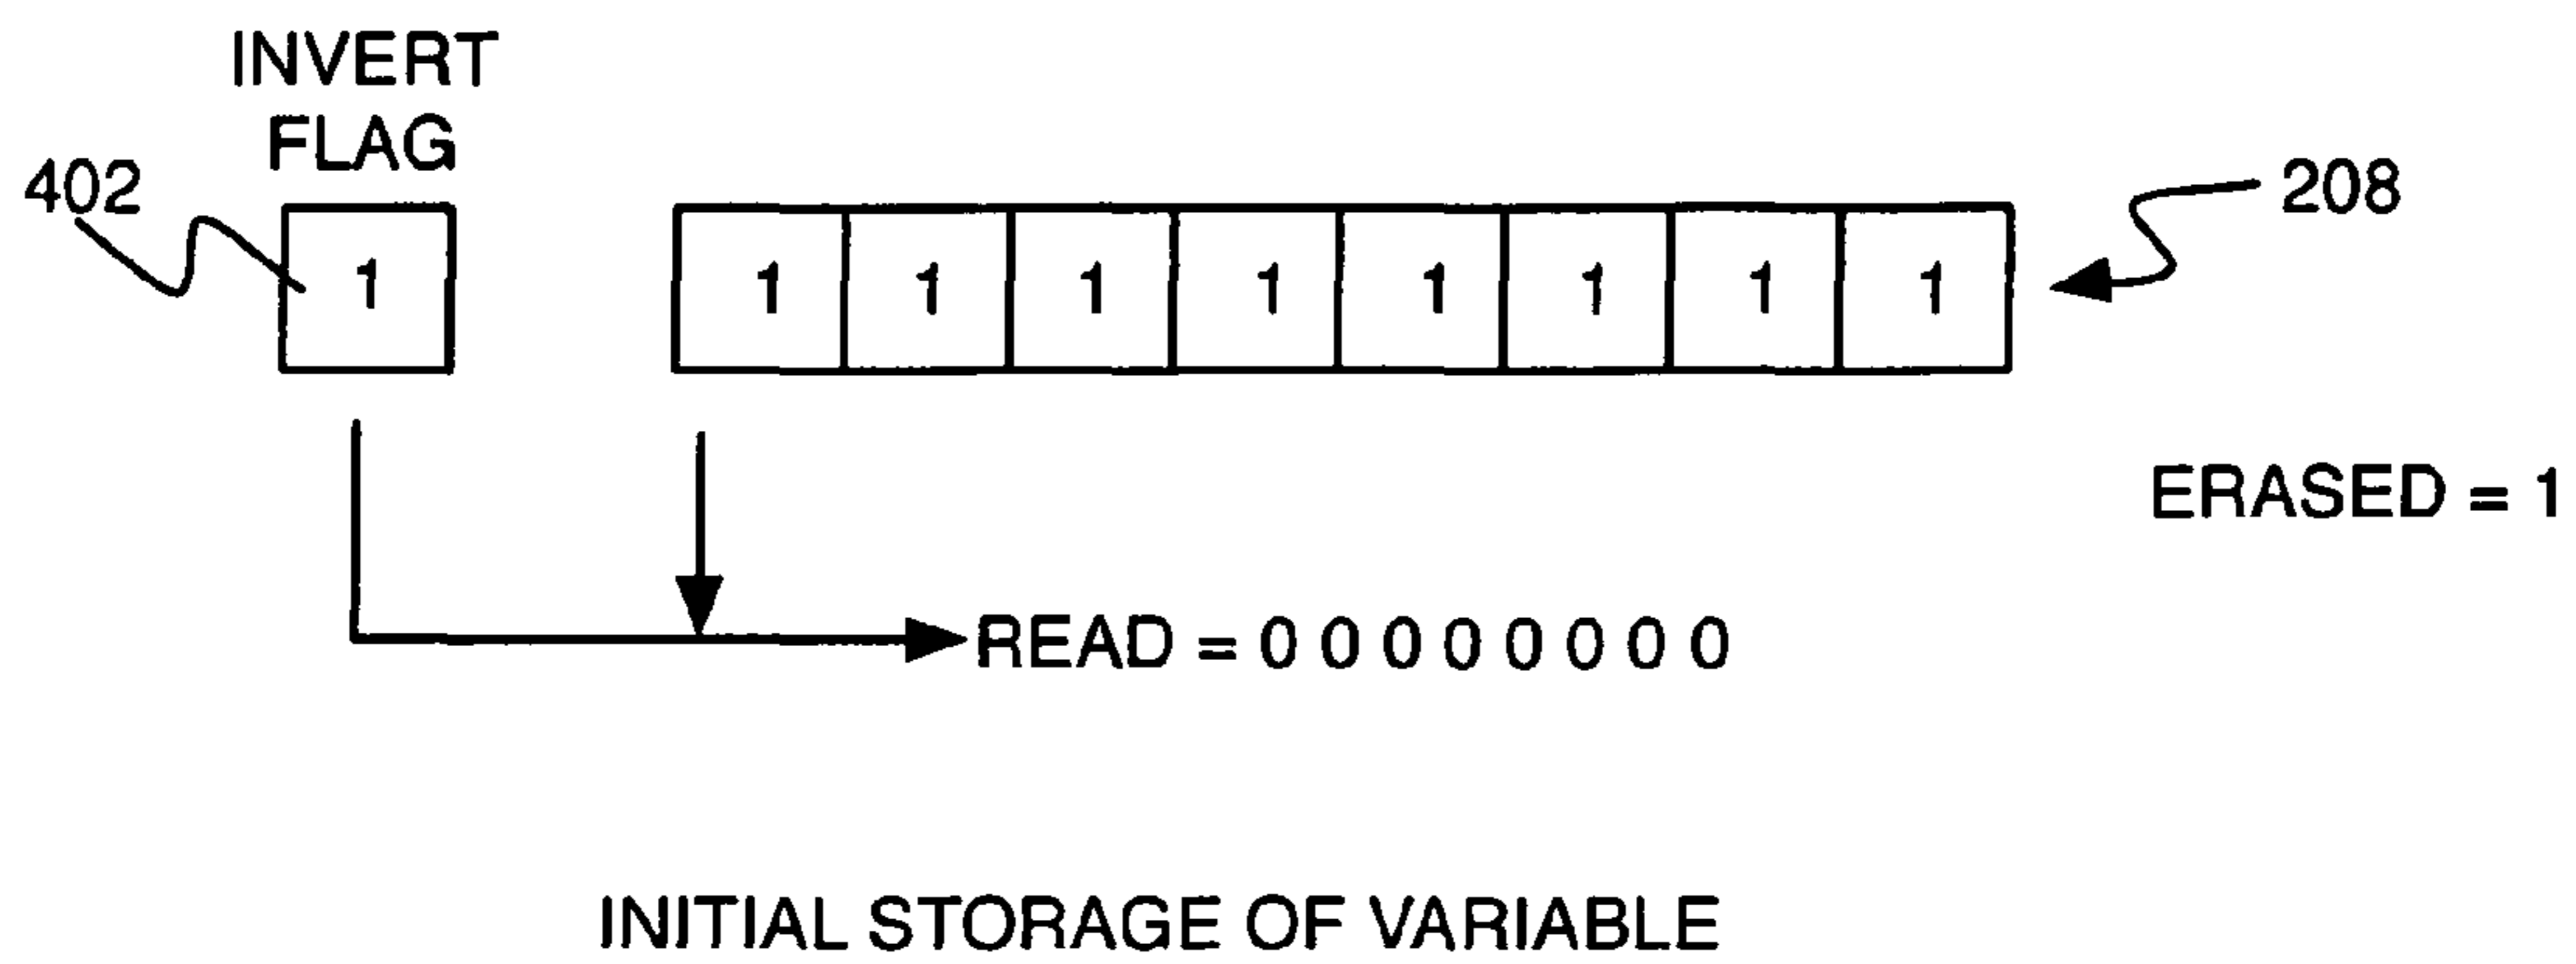 INVERT
FLAG
402
208
1
1 1 1 1 1 1 1 1
ERASED = 1
READ = 0 0 0 0 0 0 0 0
INITIAL STORAGE OF VARIABLE